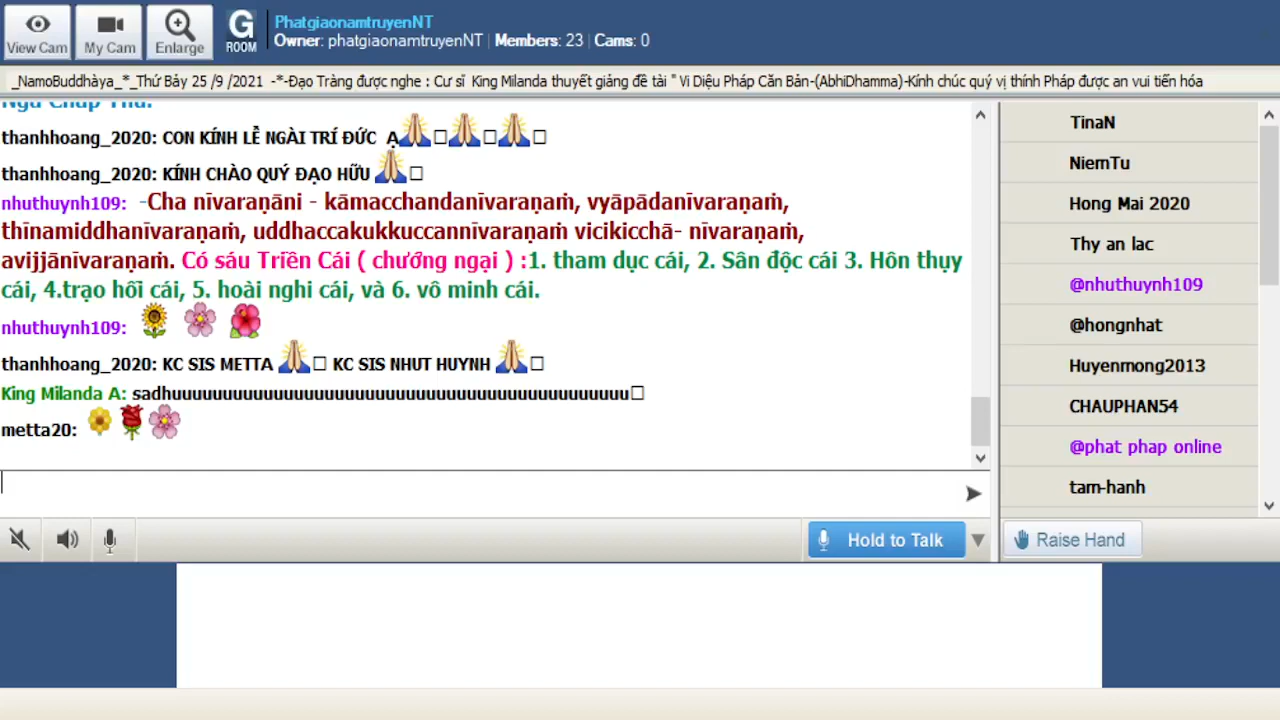 View Cam
My Cam
Enlarge
G
ROOM
PhatgiaonamtruyenNT
Owner: phatgiaonamtruyenNT | Members: 23 | Cams: 0
_NamoBuddhàya_*_Thứ Bảy 25 /9 /2021 -*-Đạo Tràng được nghe : Cư sĩ King Milanda thuyết giảng đề tài " Vi Diệu Pháp Căn Bản-(AbhiDhamma)-Kính chúc quý vị thính Pháp được an vui tiến hóa
thanhhoang_2020: CON KÍNH LỄ NGÀI TRÍ ĐỨC Ạ
thanhhoang_2020: KÍNH CHÀO QUÝ ĐẠO HỮU
nhuthuynh109: -Cha nīvaraṇāni - kāmacchandanīvaraṇaṁ, vyāpādanīvaraṇaṁ,
thīnamiddhanīvaraṇaṁ, uddhaccakukkuccannīvaraṇaṁ vicikicchā- nīvaraṇaṁ,
avijjānīvaraṇaṁ. Có sáu Triền Cái ( chướng ngại ) :1. tham dục cái, 2. Sân độc cái 3. Hôn thụy
cái, 4.trạo hối cái, 5. hoài nghi cái, và 6. vô minh cái.
nhuthuynh109:
thanhhoang_2020: KC SIS METTA KC SIS NHUT HUYNH
King Milanda A: sadhuuuuuuuuuuuuuuuuuuuuuuuuuuuuuuuuuuuuuuuuuuuuu
metta20:
TinaN
NiemTu
Hong Mai 2020
Thy an lac
@nhuthuynh109
@hongnhat
Huyenmong2013
CHAUPHAN54
@phat phap online
tam-hanh
Hold to Talk
Raise Hand